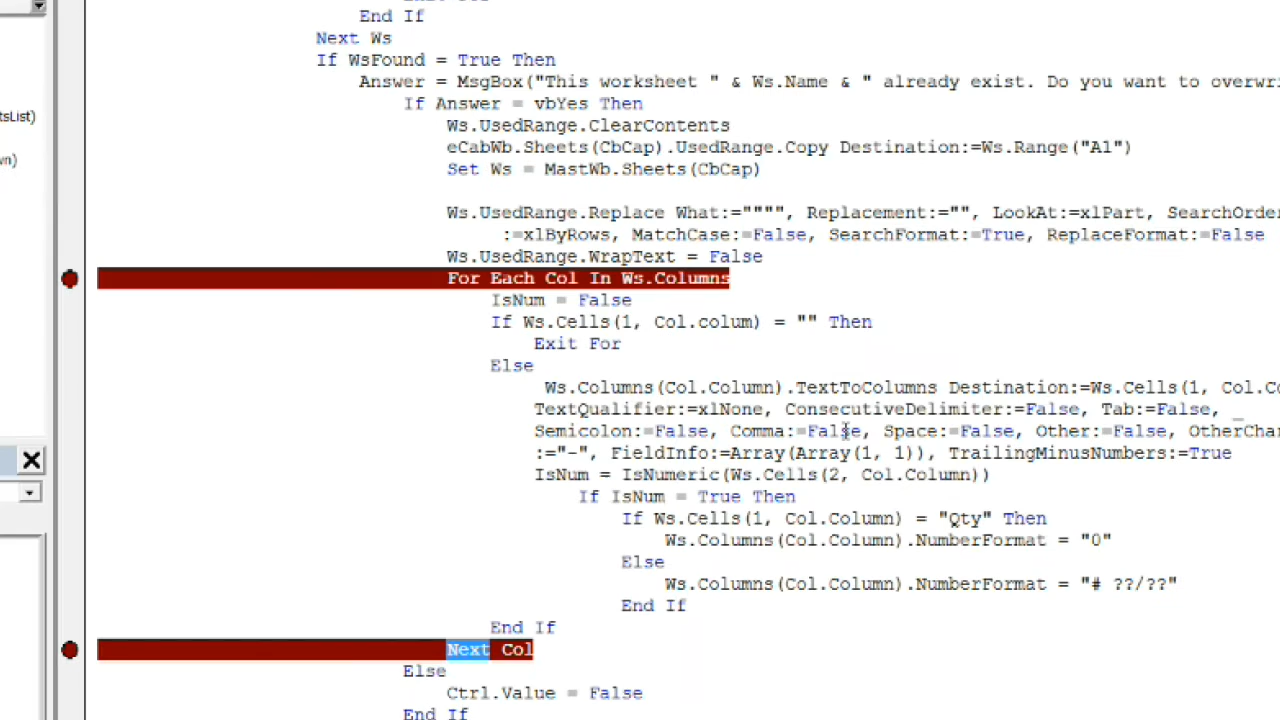 End If
Next Ws
If WsFound = True Then
Answer = MsgBox("This worksheet " & Ws.Name & " already exist. Do you want to overwri
If Answer = vbYes Then
Ws.UsedRange.ClearContents
eCabWb.Sheets(CbCap).UsedRange.Copy Destination:=Ws.Range("A1")
Set Ws = MastWb.Sheets(CbCap)
Ws.UsedRange.Replace What:="""", Replacement:="", LookAt:=xlPart, SearchOrde
:=xlByRows, MatchCase:=False, SearchFormat:=True, ReplaceFormat:=False
Ws.UsedRange.WrapText = False
For Each Col In Ws.Columns
IsNum = False
If Ws.Cells(1, Col.colum) = "" Then
Exit For
Else
Ws.Columns(Col.Column).TextToColumns Destination:=Ws.Cells(1, Col.Co
TextQualifier:=xlNone, ConsecutiveDelimiter:=False, Tab:=False, _
Semicolon:=False, Comma:=False, Space:=False, Other:=False, OtherChar
:="-", FieldInfo:=Array(Array(1, 1)), TrailingMinusNumbers:=True
IsNum = IsNumeric(Ws.Cells(2, Col.Column))
If IsNum = True Then
If Ws.Cells(1, Col.Column) = "Qty" Then
Ws.Columns(Col.Column).NumberFormat = "0"
Else
Ws.Columns(Col.Column).NumberFormat = "# ??/??"
End If
End If
Next Col
Else
Ctrl.Value = False
End If
tsList)
wn)